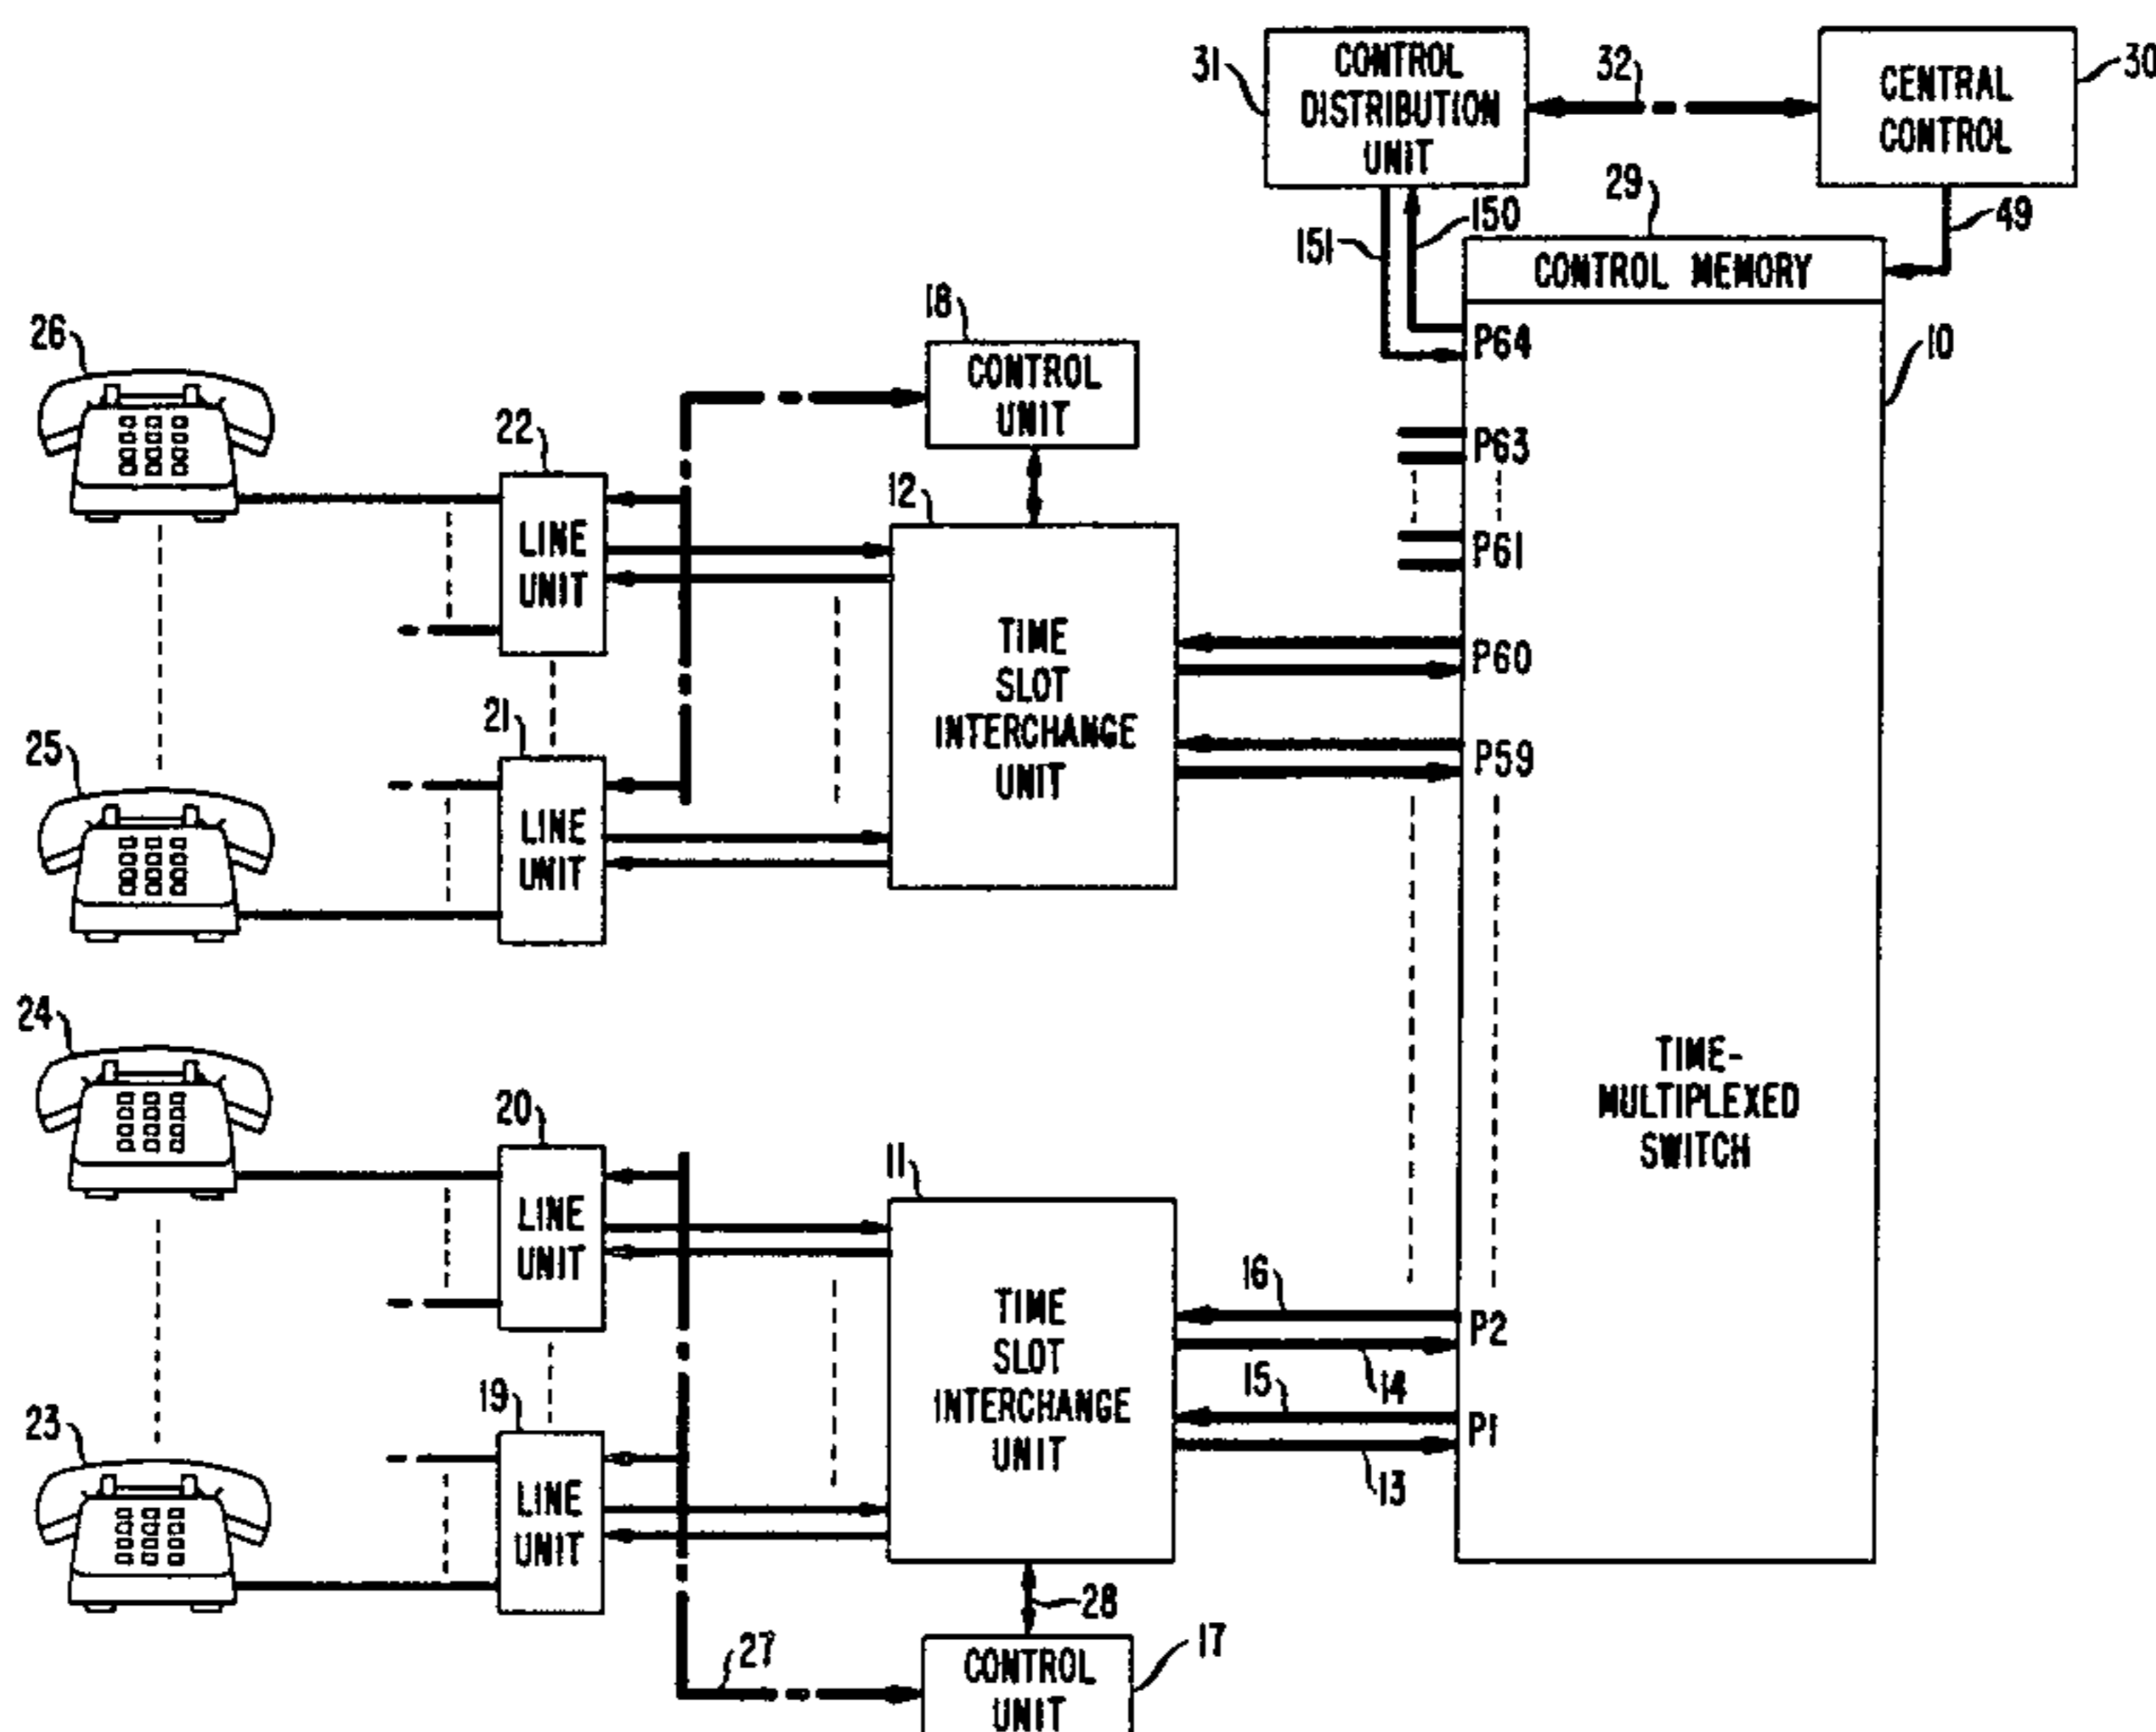 31
CONTROL
DISTRIBUTION
UNIT
32
CENTRAL
CONTROL
30
29
49
151
150
CONTROL MEMORY
P64
10
18
CONTROL
UNIT
26
22
LINE
UNIT
12
TIME
SLOT
INTERCHANGE
UNIT
P63
P61
P60
P59
25
21
LINE
UNIT
TIME-
MULTIPLEXED
SWITCH
24
20
LINE
UNIT
11
TIME
SLOT
INTERCHANGE
UNIT
16
P2
14
15
P1
13
23
19
LINE
UNIT
28
27
CONTROL
UNIT
17